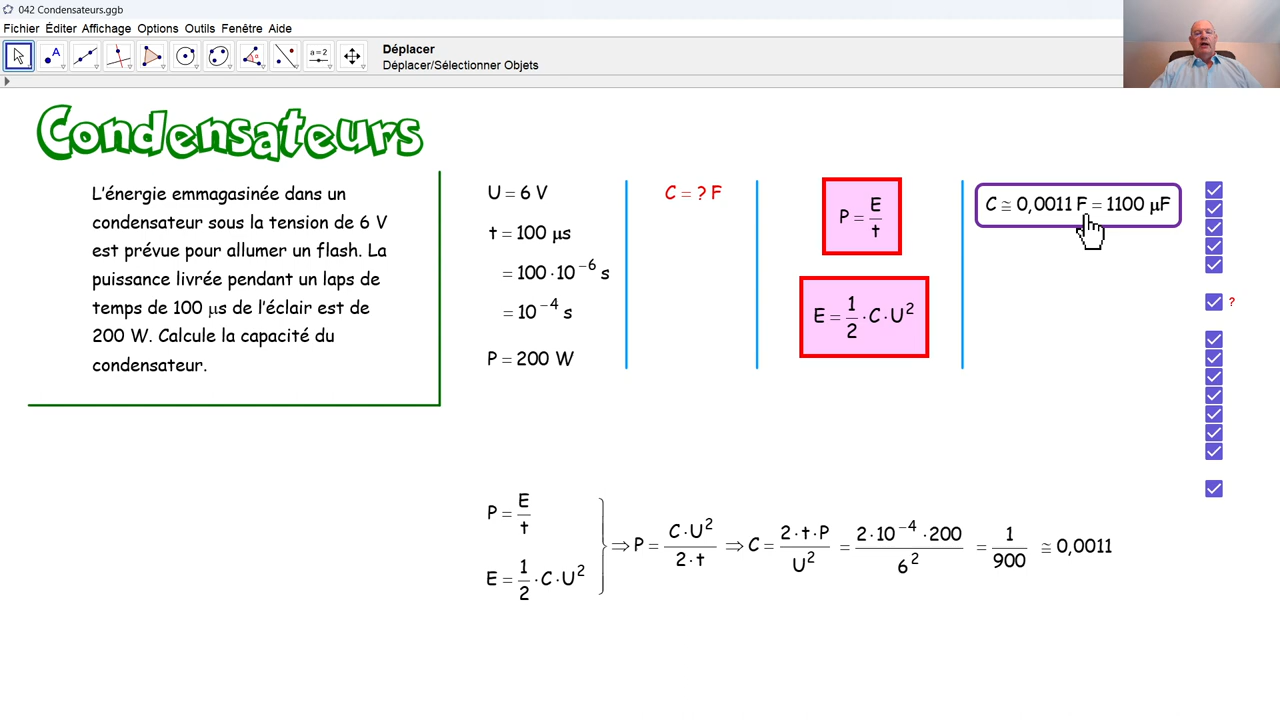 042 Condensateurs.ggb
Fichier Éditer Affichage Options Outils Fenêtre Aide
A
a=2
Déplacer
Déplacer/Sélectionner Objets
Condensateurs
L'énergie emmagasinée dans un
condensateur sous la tension de 6 V
est prévue pour allumer un flash. La
puissance livrée pendant un laps de
temps de 100 μs de l'éclair est de
200 W. Calcule la capacité du
condensateur.
U = 6 V
t = 100 μs
= 100 · 10⁻⁶ s
= 10⁻⁴ s
P = 200 W
C = ? F
P = E/t
E = 1/2 · C · U²
C ≅ 0,0011 F = 1100 μF
?
P = E/t
E = 1/2 · C · U²
⇒ P = C · U² / 2 · t ⇒ C = 2 · t · P / U² = 2 · 10⁻⁴ · 200 / 6² = 1/900 ≅ 0,0011